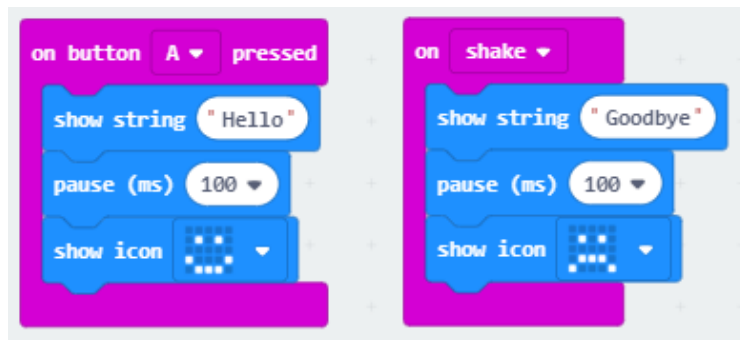 on button A pressed
show string "Hello"
pause (ms) 100
show icon
on shake
show string "Goodbye"
pause (ms) 100
show icon